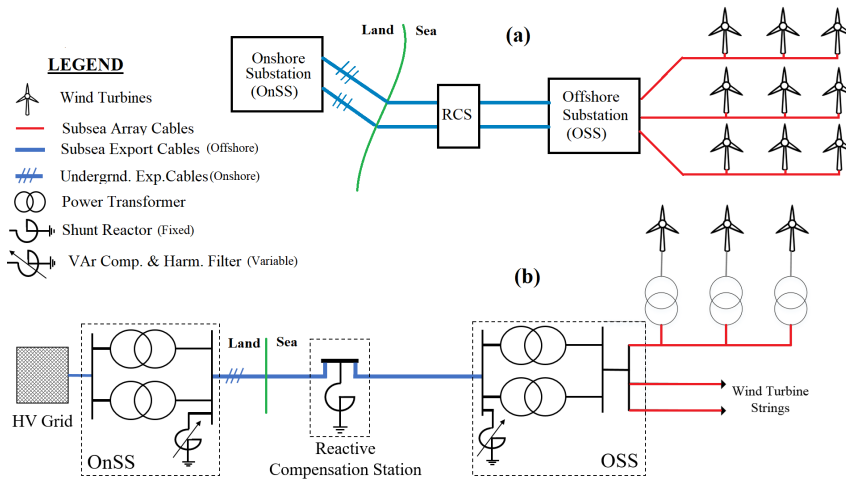 LEGEND
Wind Turbines
Subsea Array Cables
Subsea Export Cables (Offshore)
Undergrnd. Exp.Cables (Onshore)
Power Transformer
Shunt Reactor (Fixed)
VAr Comp. & Harm. Filter (Variable)
(a)
Land Sea
Onshore
Substation
(OnSS)
RCS
Offshore
Substation
(OSS)
(b)
Land Sea
HV Grid
OnSS
Reactive
Compensation Station
OSS
Wind Turbine
Strings